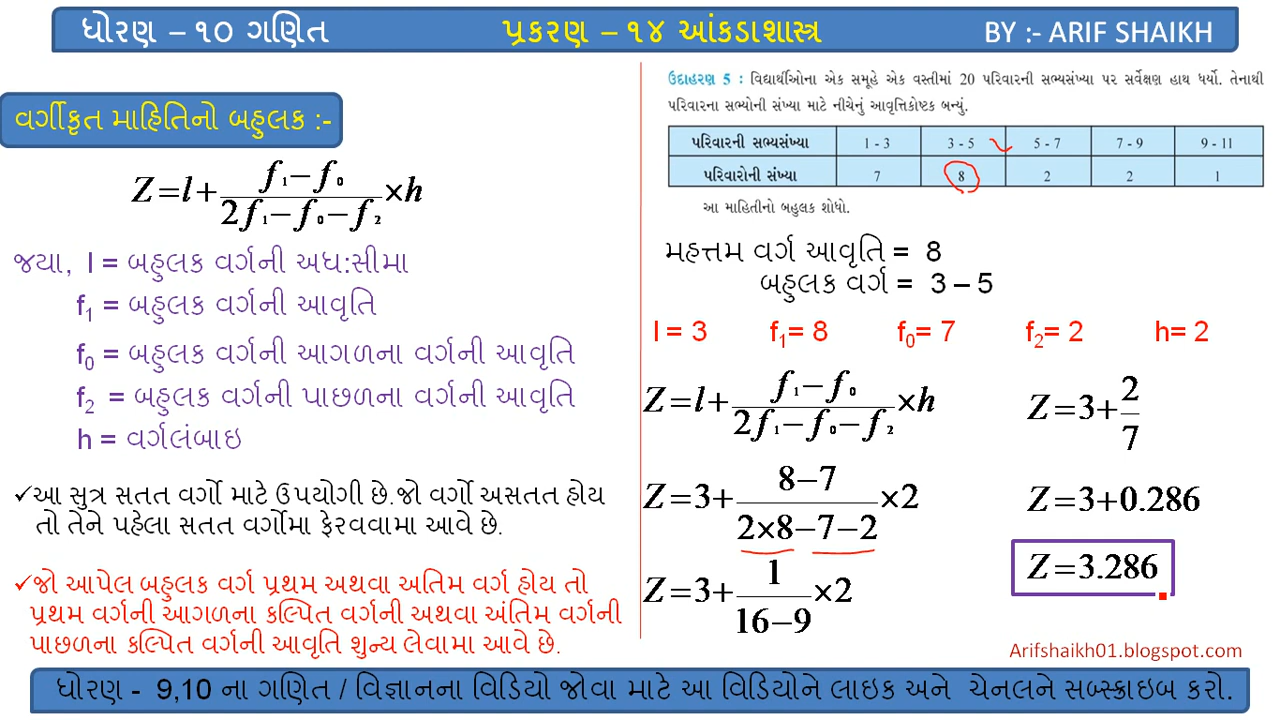 ધોરણ – ૧૦ ગણિત પ્રકરણ – ૧૪ આંકડાશાસ્ત્ર BY :- ARIF SHAIKH
વર્ગીકૃત માહિતિનો બહુલક :-
Z=l+(f₁−f₀)/(2f₁−f₀−f₂)×h
જયા, l = બહુલક વર્ગની અધ:સીમા
f₁ = બહુલક વર્ગની આવૃતિ
f₀ = બહુલક વર્ગની આગળના વર્ગની આવૃતિ
f₂ = બહુલક વર્ગની પાછળના વર્ગની આવૃતિ
h = વર્ગલંબાઇ
✓આ સુત્ર સતત વર્ગો માટે ઉપયોગી છે.જો વર્ગો અસતત હોય
તો તેને પહેલા સતત વર્ગોમા ફેરવવામા આવે છે.
✓જો આપેલ બહુલક વર્ગ પ્રથમ અથવા અતિમ વર્ગ હોય તો
પ્રથમ વર્ગની આગળના કલ્પિત વર્ગની અથવા અંતિમ વર્ગની
પાછળના કલ્પિત વર્ગની આવૃતિ શુન્ય લેવામા આવે છે.
ઉદાહરણ 5 : વિદ્યાર્થીઓના એક સમૂહે એક વસ્તીમાં 20 પરિવારની સભ્યસંખ્યા પર સર્વેક્ષણ હાથ ધર્યો. તેનાથી
પરિવારના સભ્યોની સંખ્યા માટે નીચેનું આવૃત્તિકોષ્ટક બન્યું.
પરિવારની સભ્યસંખ્યા 1 - 3 3 - 5 5 - 7 7 - 9 9 - 11
પરિવારોની સંખ્યા 7 8 2 2 1
આ માહિતીનો બહુલક શોધો.
મહત્તમ વર્ગ આવૃતિ = 8
બહુલક વર્ગ = 3 – 5
l = 3 f₁= 8 f₀= 7 f₂= 2 h= 2
Z=l+(f₁−f₀)/(2f₁−f₀−f₂)×h
Z=3+(8−7)/(2×8−7−2)×2
Z=3+1/(16−9)×2
Z=3+2/7
Z=3+0.286
Z=3.286
Arifshaikh01.blogspot.com
ધોરણ - 9,10 ના ગણિત / વિજ્ઞાનના વિડિયો જોવા માટે આ વિડિયોને લાઇક અને ચેનલને સબ્સ્ક્રાઇબ કરો.